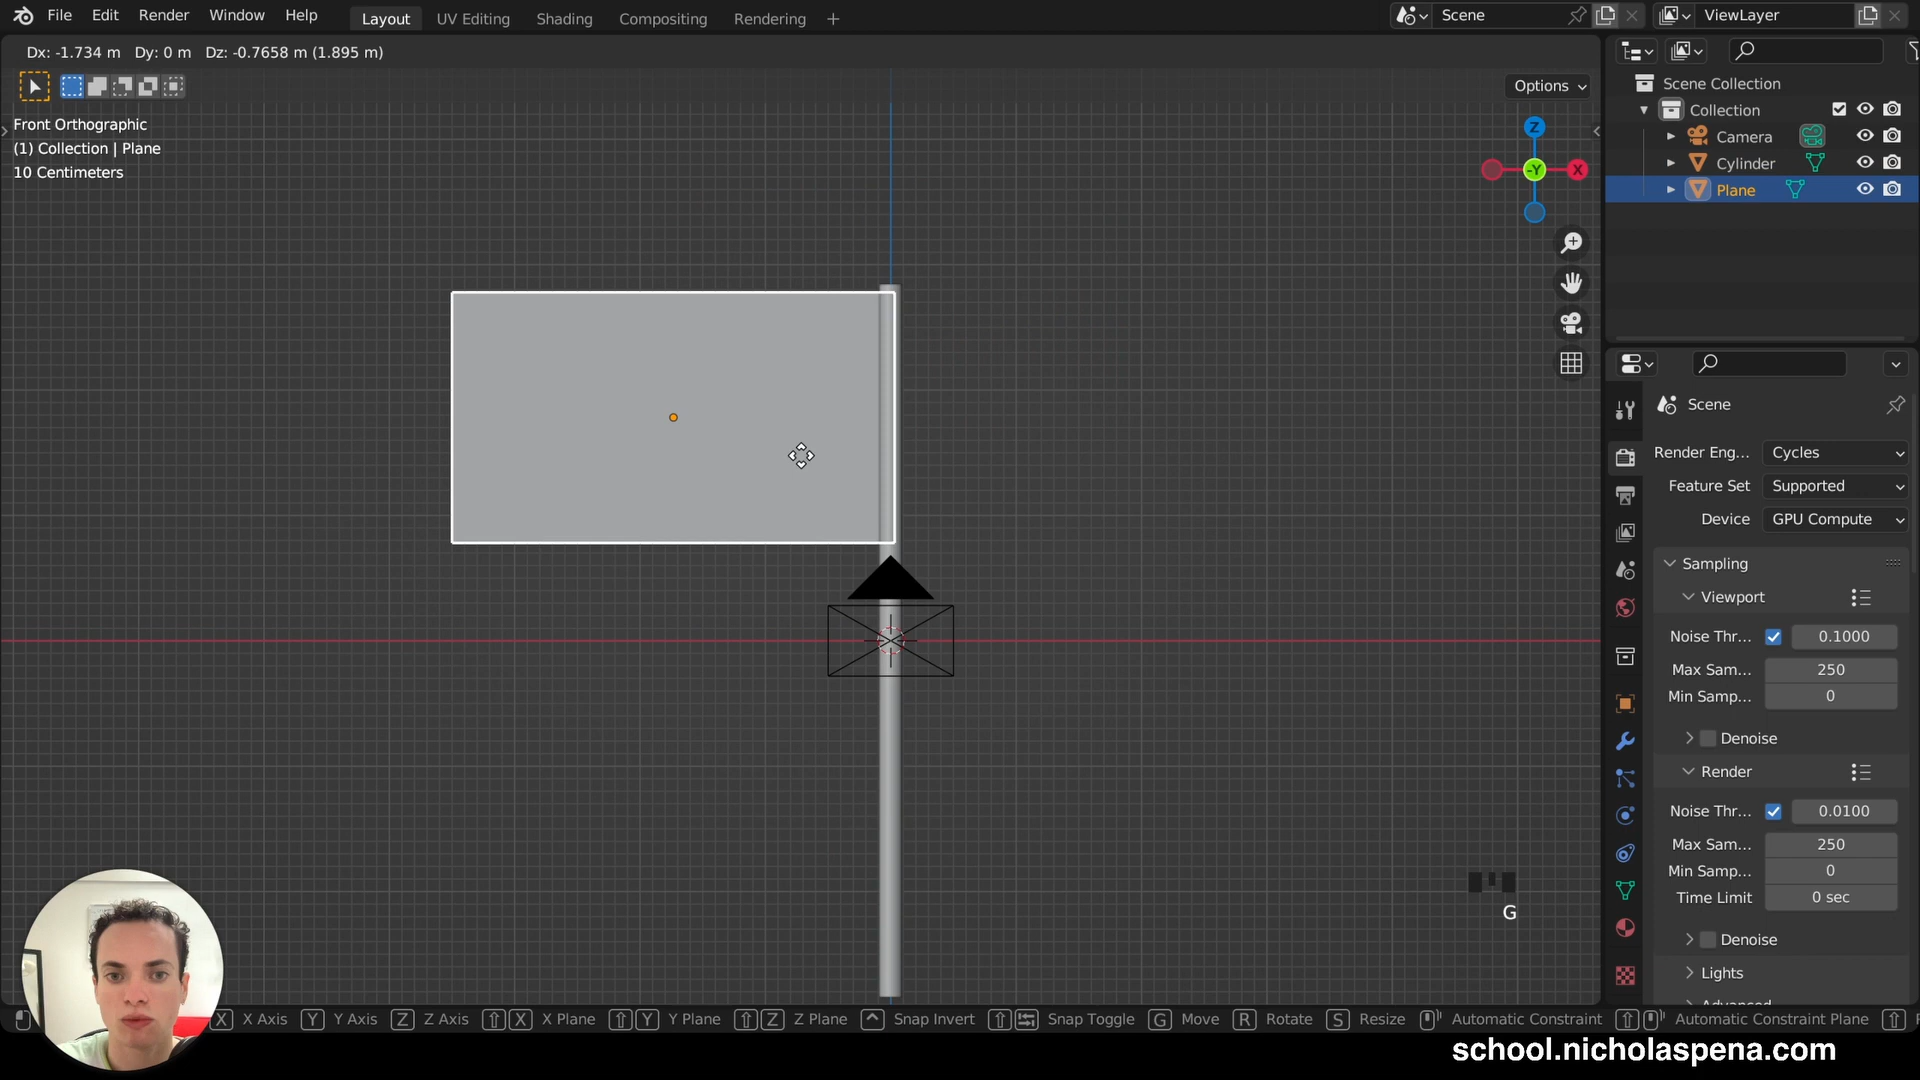 File Edit Render Window Help Layout UV Editing Shading Compositing Rendering + Scene ViewLayer
Dx: -1.734 m Dy: 0 m Dz: -0.7658 m (1.895 m)
Options
Front Orthographic
(1) Collection | Plane
10 Centimeters
Z
-Y
X
Scene Collection
Collection
Camera
Cylinder
Plane
Scene
Render Eng... Cycles
Feature Set Supported
Device GPU Compute
Sampling
Viewport
Noise Thr... 0.1000
Max Sam... 250
Min Samp... 0
Denoise
Render
Noise Thr... 0.0100
Max Sam... 250
Min Samp... 0
Time Limit 0 sec
Denoise
Lights
Advanced
G
X X Axis Y Y Axis Z Z Axis X X Plane Y Y Plane Z Z Plane Snap Invert Snap Toggle G Move R Rotate S Resize Automatic Constraint Automatic Constraint Plane
school.nicholaspena.com